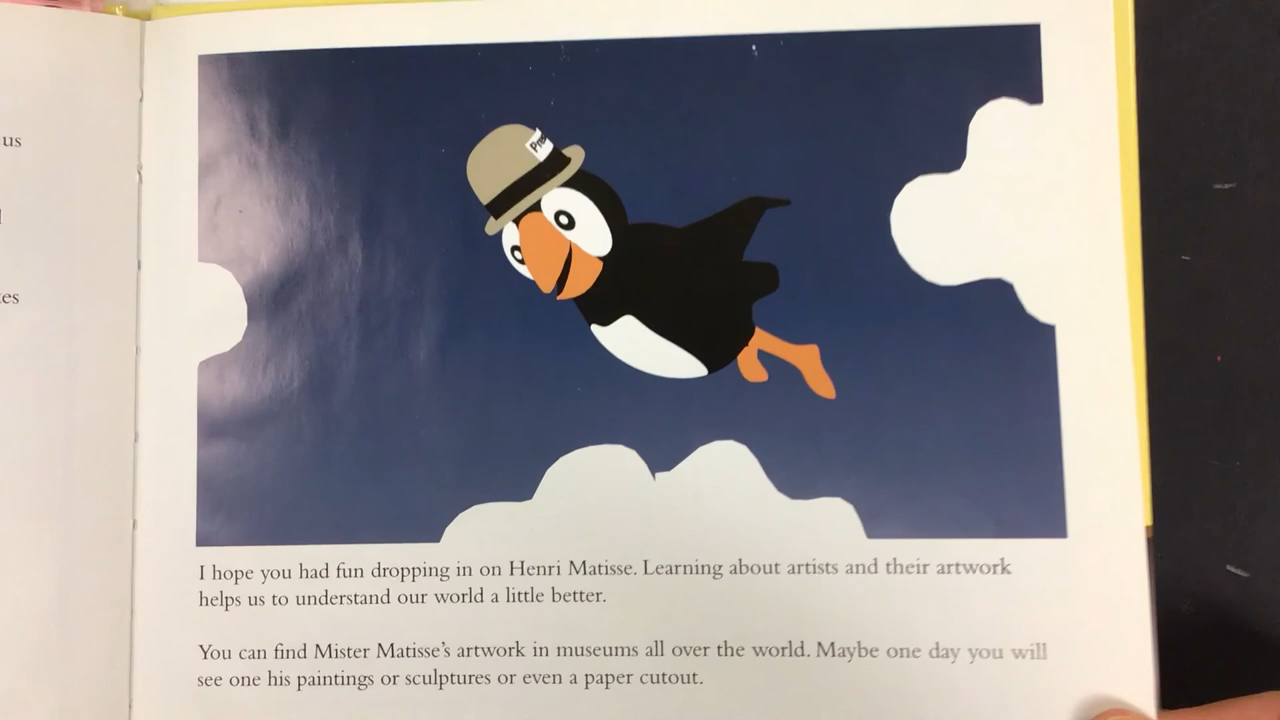 us
I hope you had fun dropping in on Henri Matisse. Learning about artists and their artwork
helps us to understand our world a little better.
You can find Mister Matisse's artwork in museums all over the world. Maybe one day you will
see one his paintings or sculptures or even a paper cutout.